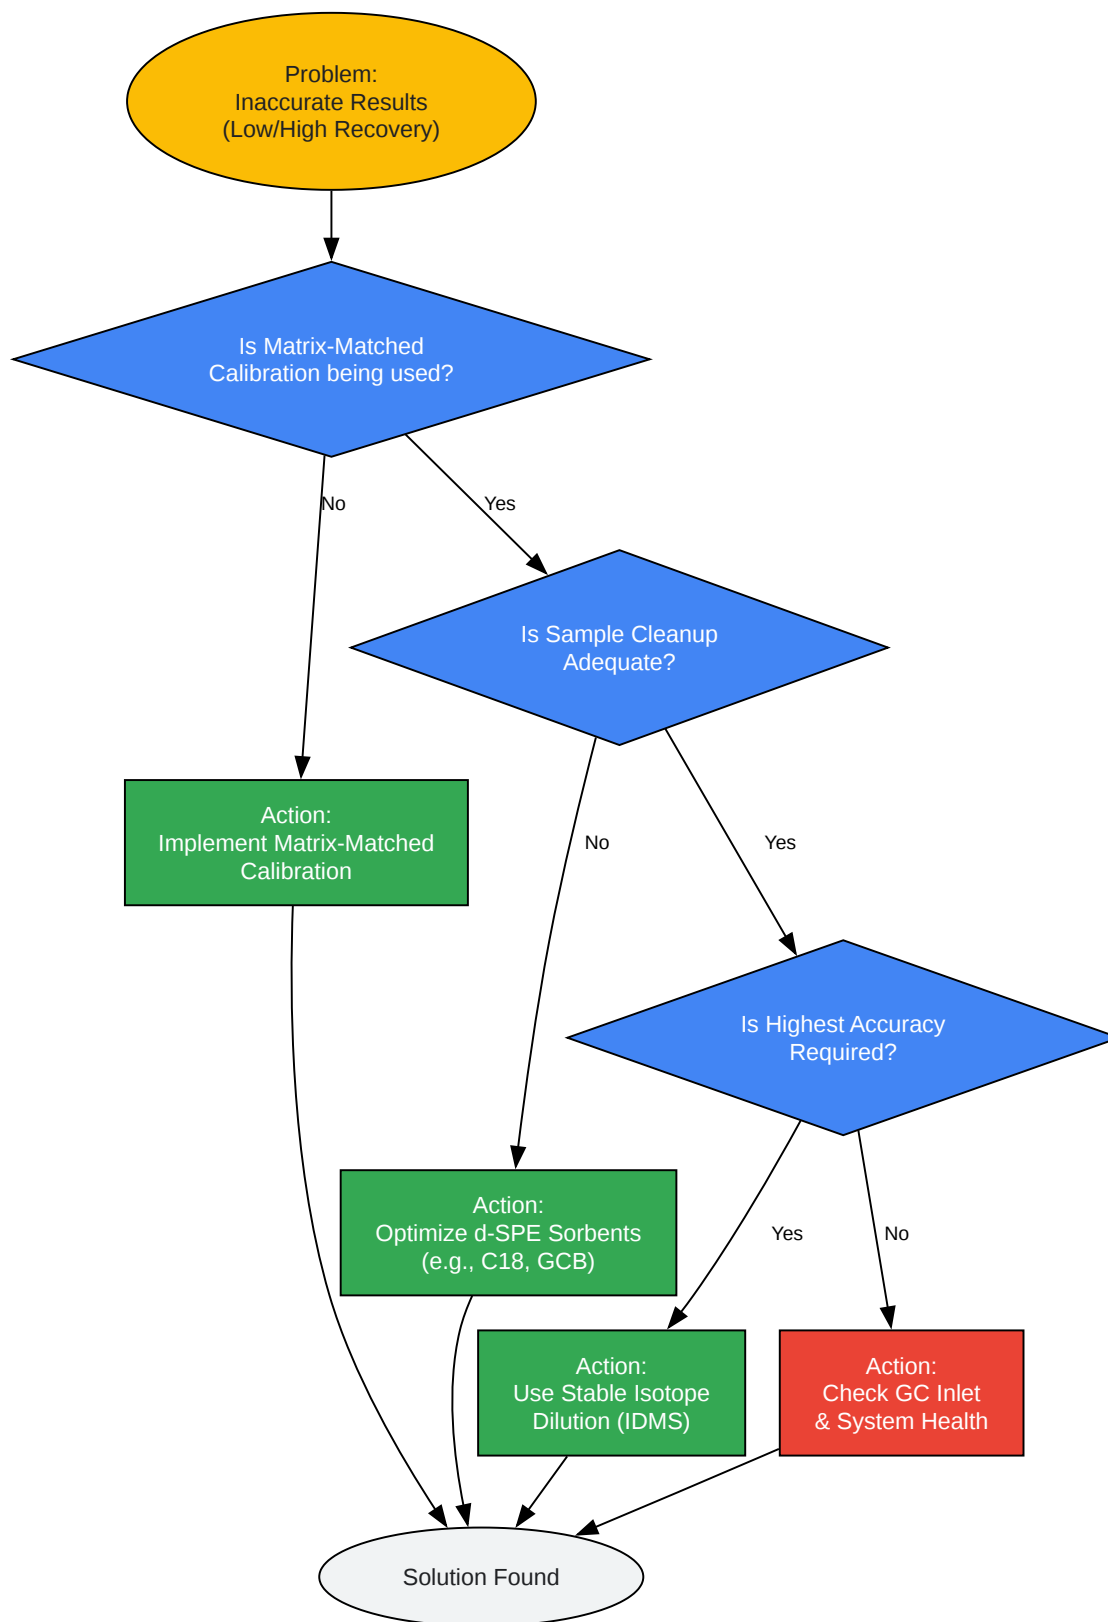 Problem:
Inaccurate Results
(Low/High Recovery)
Is Matrix-Matched
Calibration being used?
No
Yes
Is Sample Cleanup
Adequate?
Action:
Implement Matrix-Matched
Calibration
No
Yes
Is Highest Accuracy
Required?
Action:
Optimize d-SPE Sorbents
(e.g., C18, GCB)
Yes
No
Action:
Use Stable Isotope
Dilution (IDMS)
Action:
Check GC Inlet
& System Health
Solution Found